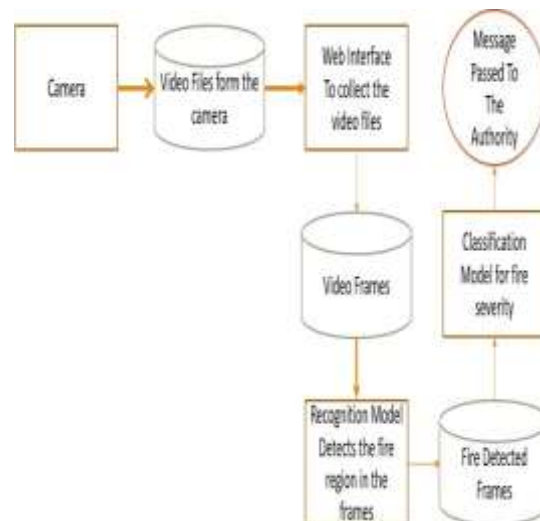 Camera
Video Files form the
camera
Web Interface
To collect the
video files
Message
Passed To
The
Authority
Video Frames
Classification
Model for fire
severity
Recognition Model
Detects the fire
region in the
frames
Fire Detected
Frames